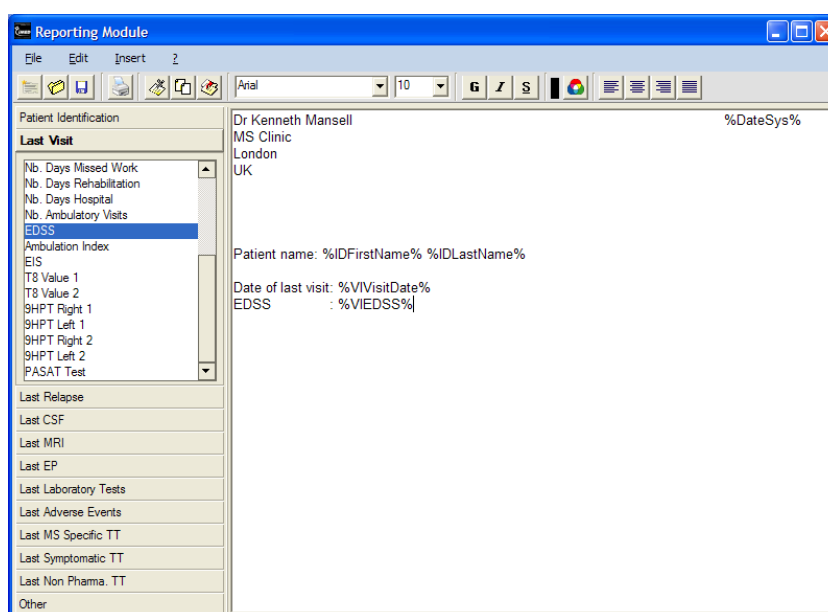 Reporting Module
File Edit Insert ?
Arial 10 G I S
Patient Identification
Last Visit
Nb. Days Missed Work
Nb. Days Rehabilitation
Nb. Days Hospital
Nb. Ambulatory Visits
EDSS
Ambulation Index
EIS
T8 Value 1
T8 Value 2
9HPT Right 1
9HPT Left 1
9HPT Right 2
9HPT Left 2
PASAT Test
Last Relapse
Last CSF
Last MRI
Last EP
Last Laboratory Tests
Last Adverse Events
Last MS Specific TT
Last Symptomatic TT
Last Non Pharma. TT
Other
Dr Kenneth Mansell %DateSys%
MS Clinic
London
UK
Patient name: %IDFirstName% %IDLastName%
Date of last visit: %VIVisitDate%
EDSS : %VIEDSS%